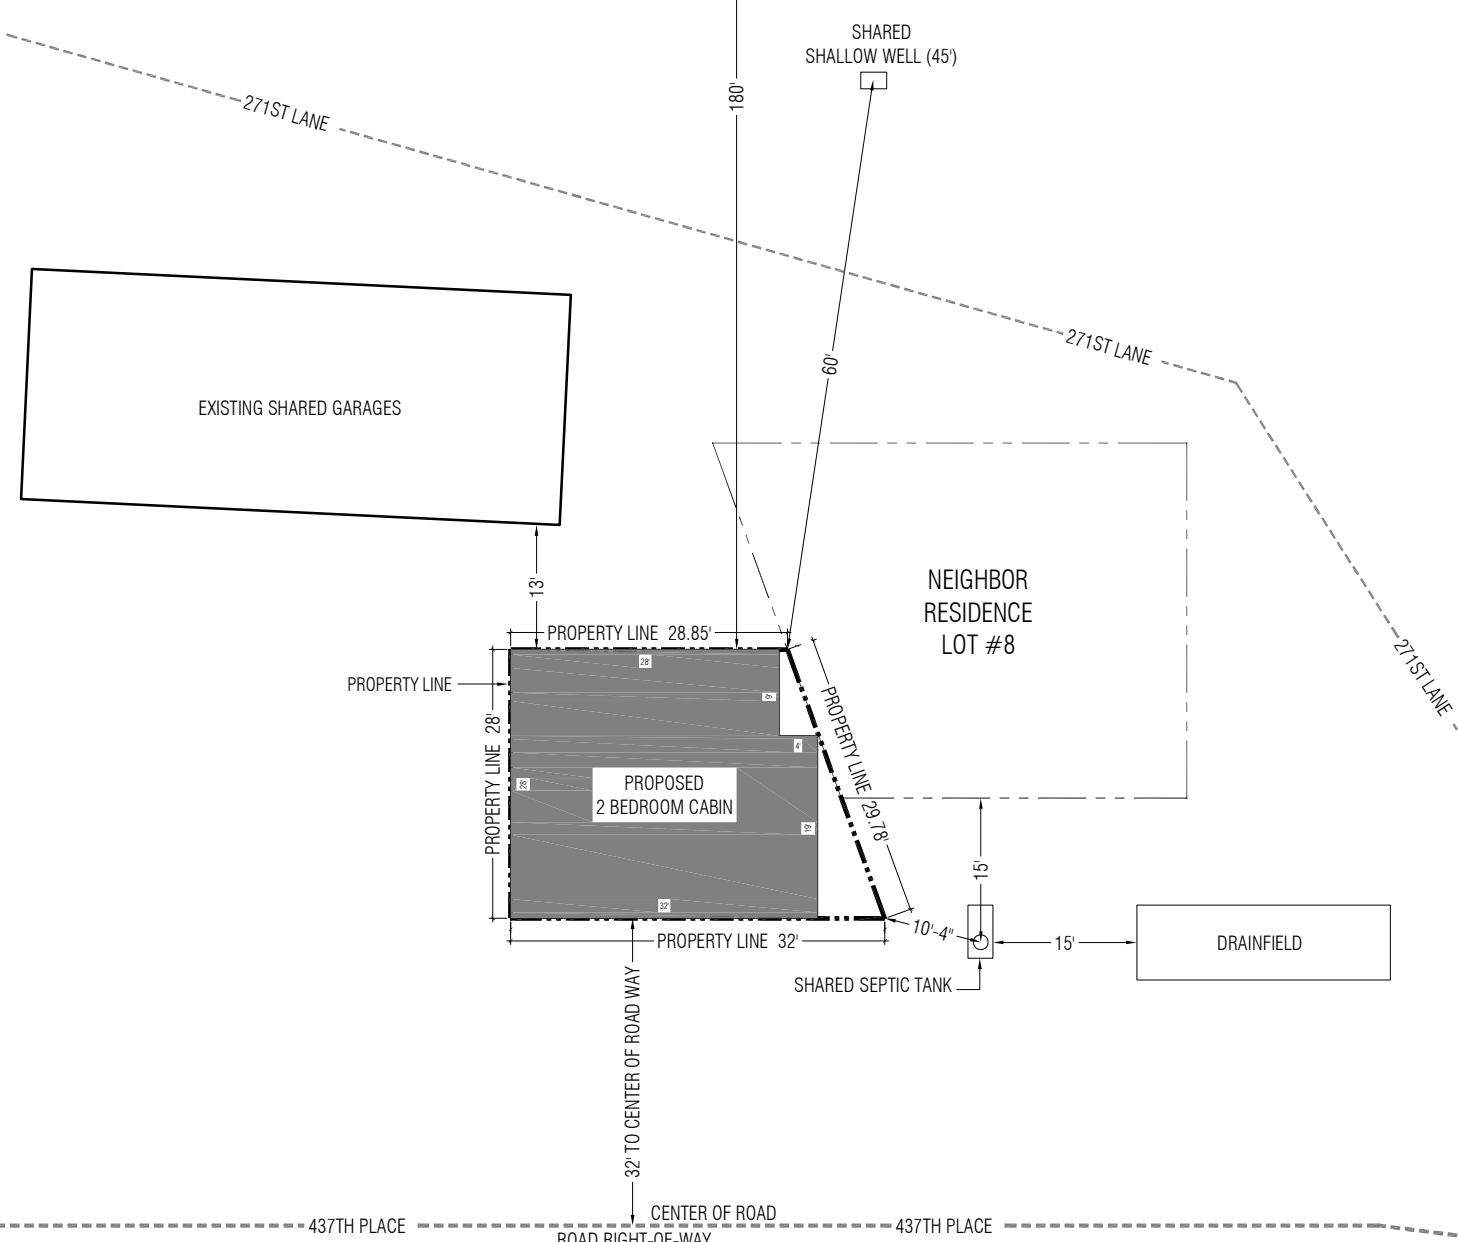 SHARED
SHALLOW WELL (45')
180'
271ST LANE
60'
271ST LANE
EXISTING SHARED GARAGES
13'
NEIGHBOR
RESIDENCE
LOT #8
PROPERTY LINE 28.85'
28'
PROPERTY LINE
9'
271ST LANE
PROPERTY LINE 28'
4'
PROPERTY LINE 29.78'
28'
PROPOSED
2 BEDROOM CABIN
19'
15'
32'
10'-4"
PROPERTY LINE 32'
15'
DRAINFIELD
SHARED SEPTIC TANK
32' TO CENTER OF ROAD WAY
CENTER OF ROAD
437TH PLACE
437TH PLACE
ROAD RIGHT-OF-WAY